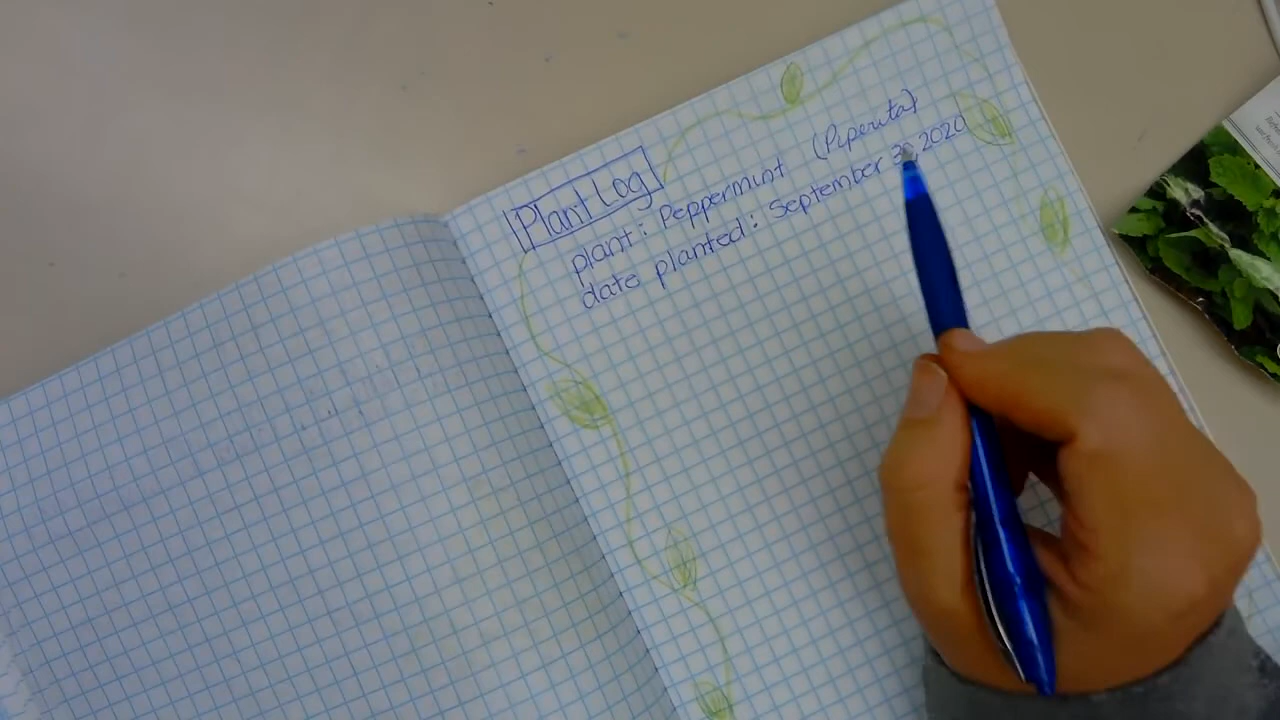 Plant Log
plant: Peppermint (Piperita)
date planted: September 30, 2020